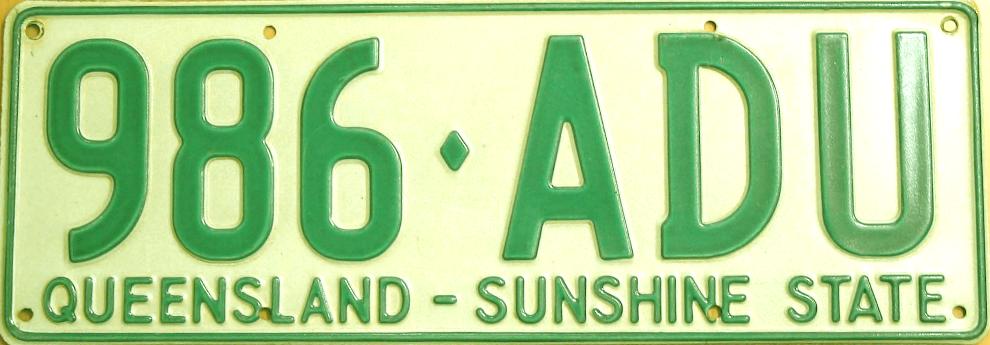 986♦ADU
QUEENSLAND - SUNSHINE STATE